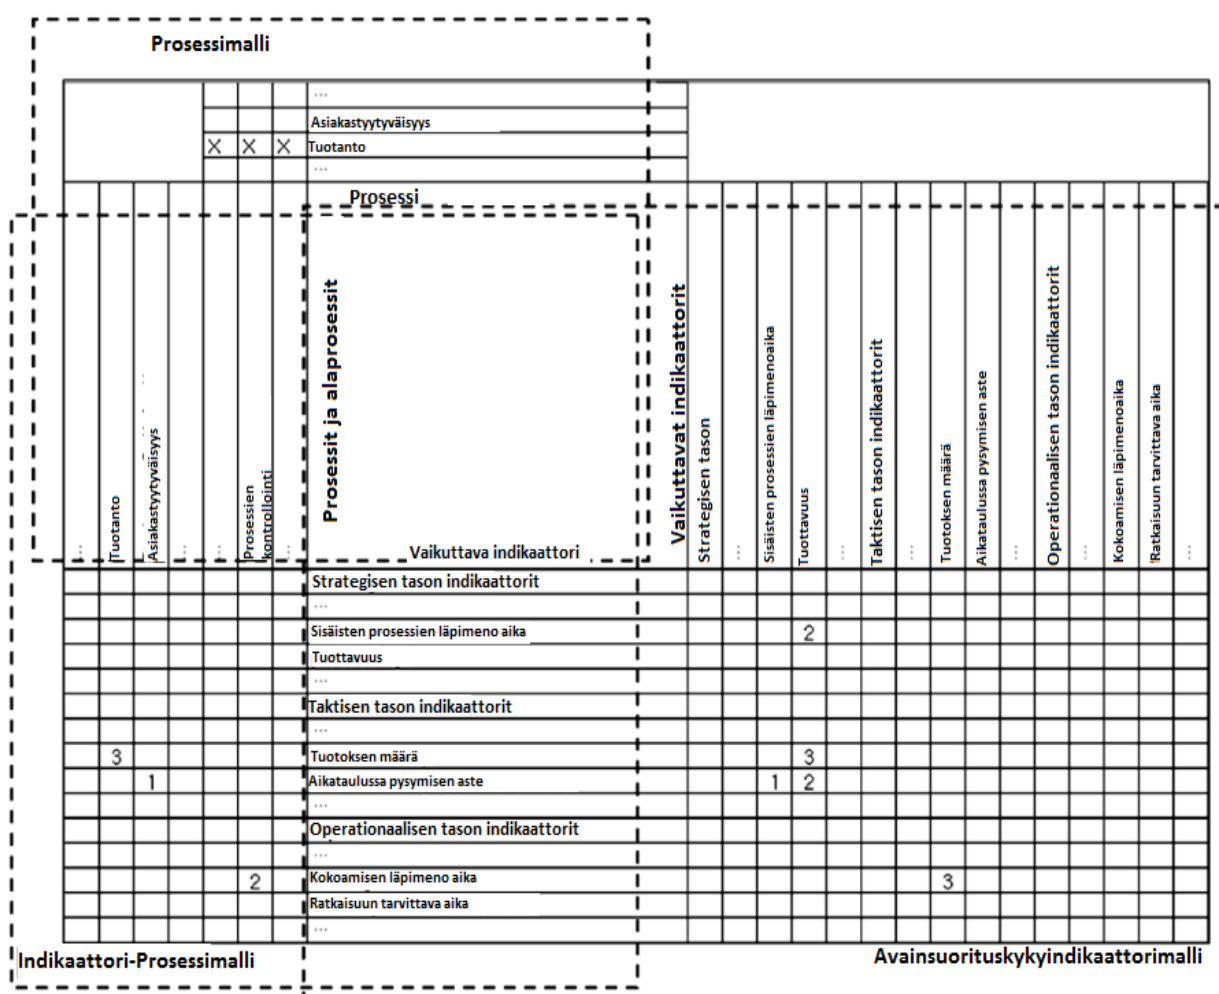 Prosessimalli
...
Asiakastyytyväisyys
X X X Tuotanto
...
Prosessi
...
Tuotanto
Asiakastyytyväisyys
...
...
Prosessien
kontrollointi
...
Prosessit ja alaprosessit
Vaikuttava indikaattori
Vaikuttavat indikaattorit
Strategisen tason
...
Sisäisten prosessien läpimenoaika
Tuottavuus
...
Taktisen tason indikaattorit
...
Tuotoksen määrä
Aikataulussa pysymisen aste
...
Operationaalisen tason indikaattorit
...
Kokoamisen läpimenoaika
Ratkaisuun tarvittava aika
...
Strategisen tason indikaattorit
...
Sisäisten prosessien läpimeno aika 2
Tuottavuus
...
Taktisen tason indikaattorit
...
3 Tuotoksen määrä 3
1 Aikataulussa pysymisen aste 1 2
...
Operationaalisen tason indikaattorit
...
2 Kokoamisen läpimeno aika 3
Ratkaisuun tarvittava aika
...
Indikaattori-Prosessimalli
Avainsuorituskykyindikaattorimalli